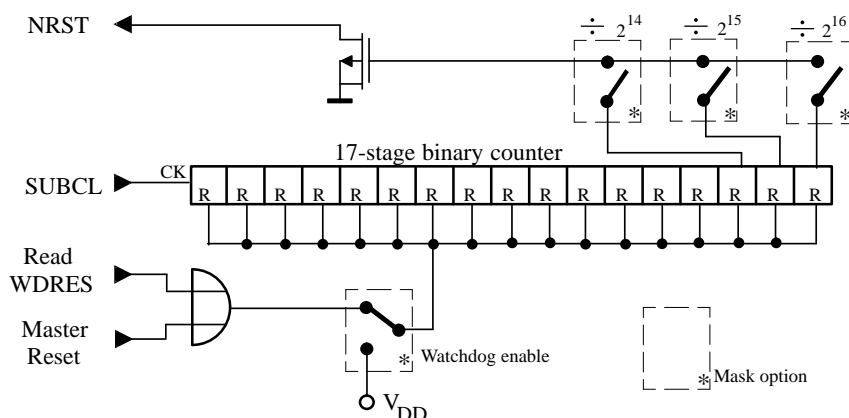 NRST
÷ 2^14
÷ 2^15
÷ 2^16
*
*
*
17-stage binary counter
SUBCL
CK
R R R R R R R R R R R R R R R R R
Read
WDRES
Master
Reset
* Watchdog enable
V_DD
* Mask option